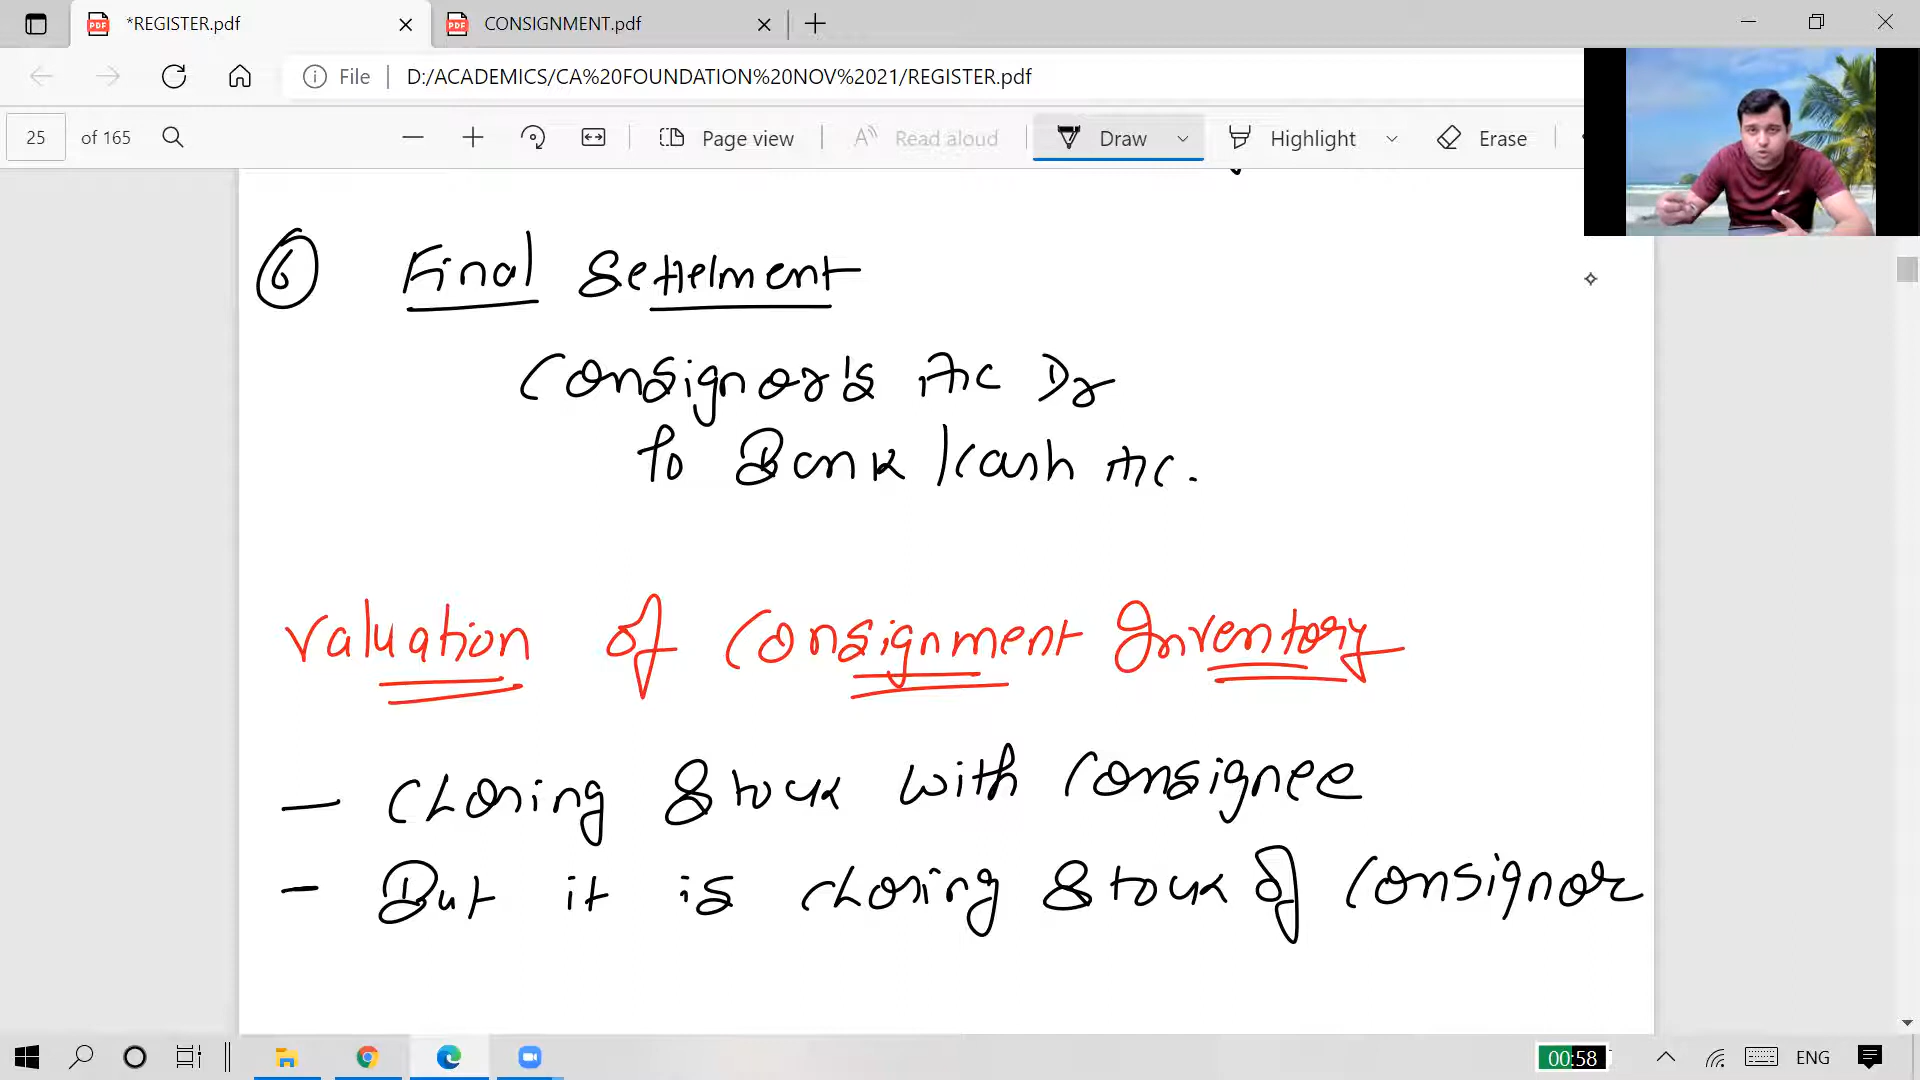 *REGISTER.pdf
CONSIGNMENT.pdf
File
D:/ACADEMICS/CA%20FOUNDATION%20NOV%2021/REGISTER.pdf
25 of 165
Page view
Read aloud
Draw
Highlight
Erase
6 Final Settelment
Consignor's A/c Dr
To Bank /Cash A/c.
Valuation of Consignment Inventory
- Closing Stock with Consignee
- But it is closing Stock of Consignor
00:58
ENG